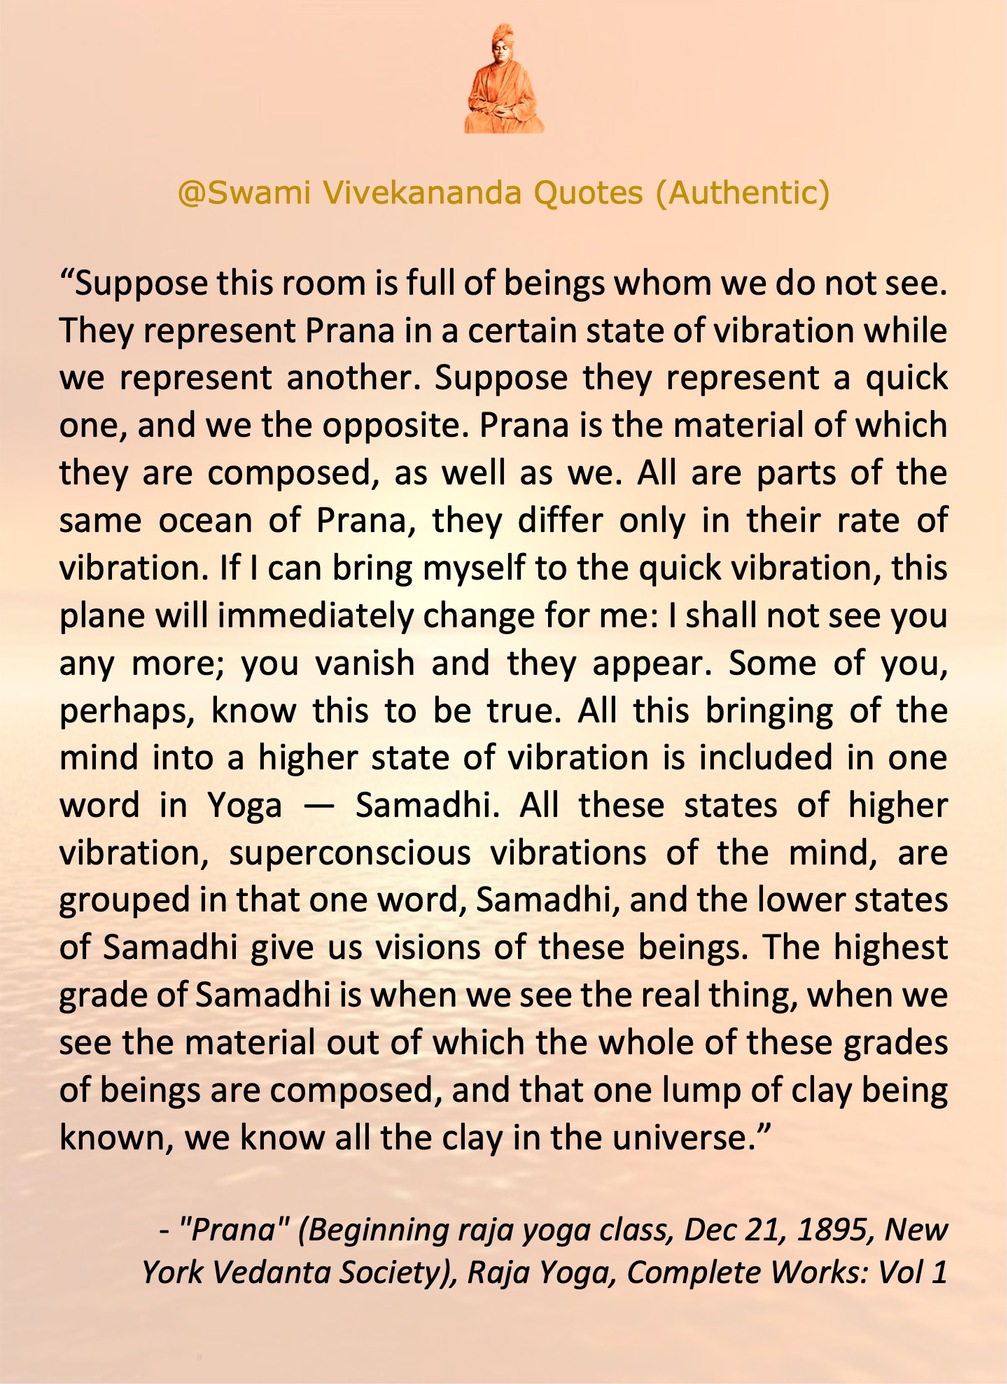 @Swami Vivekananda Quotes (Authentic)
“Suppose this room is full of beings whom we do not see.
They represent Prana in a certain state of vibration while
we represent another. Suppose they represent a quick
one, and we the opposite. Prana is the material of which
they are composed, as well as we. All are parts of the
same ocean of Prana, they differ only in their rate of
vibration. If I can bring myself to the quick vibration, this
plane will immediately change for me: I shall not see you
any more; you vanish and they appear. Some of you,
perhaps, know this to be true. All this bringing of the
mind into a higher state of vibration is included in one
word in Yoga — Samadhi. All these states of higher
vibration, superconscious vibrations of the mind, are
grouped in that one word, Samadhi, and the lower states
of Samadhi give us visions of these beings. The highest
grade of Samadhi is when we see the real thing, when we
see the material out of which the whole of these grades
of beings are composed, and that one lump of clay being
known, we know all the clay in the universe.”
- "Prana" (Beginning raja yoga class, Dec 21, 1895, New
York Vedanta Society), Raja Yoga, Complete Works: Vol 1